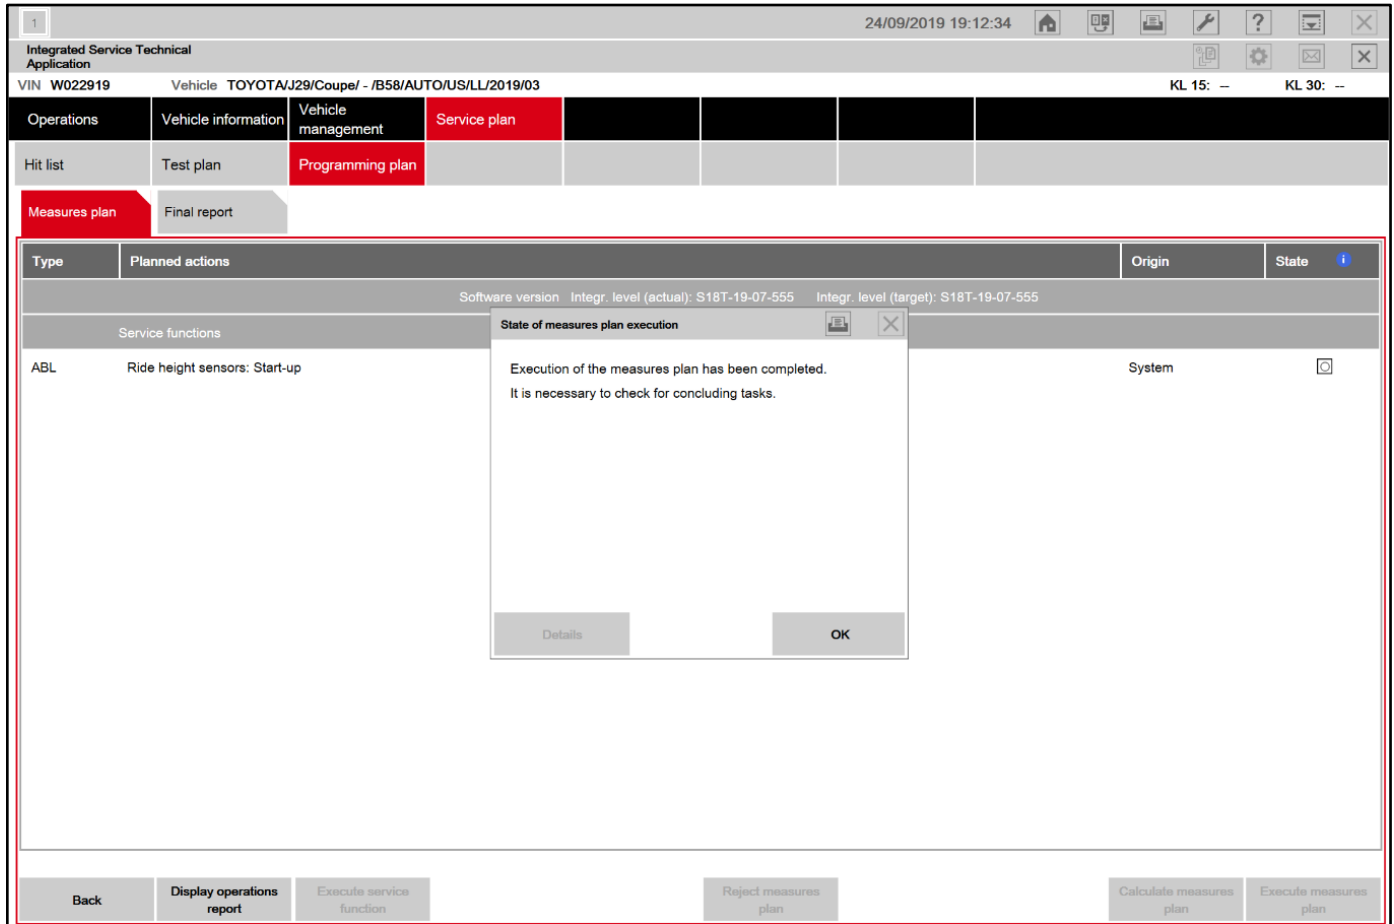 1
24/09/2019 19:12:34
?
Integrated Service Technical
Application
VIN W022919 Vehicle TOYOTA/J29/Coupe/ - /B58/AUTO/US/LL/2019/03 KL 15: -- KL 30: --
Operations Vehicle information Vehicle management Service plan
Hit list Test plan Programming plan
Measures plan Final report
Type Planned actions Origin State i
Software version Integr. level (actual): S18T-19-07-555 Integr. level (target): S18T-19-07-555
Service functions
ABL Ride height sensors: Start-up System
State of measures plan execution
Execution of the measures plan has been completed.
It is necessary to check for concluding tasks.
Details OK
Back Display operations report Execute service function Reject measures plan Calculate measures plan Execute measures plan